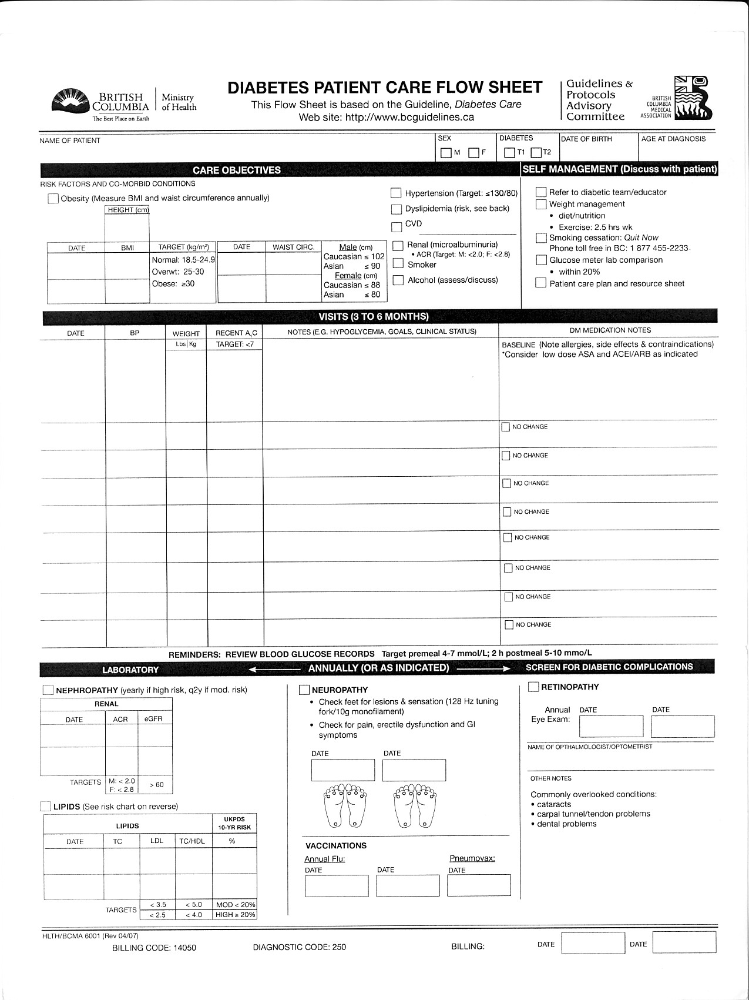 BRITISH
COLUMBIA
The Best Place on Earth
Ministry
of Health
DIABETES PATIENT CARE FLOW SHEET
This Flow Sheet is based on the Guideline, Diabetes Care
Web site: http://www.bcguidelines.ca
Guidelines &
Protocols
Advisory
Committee
BRITISH
COLUMBIA
MEDICAL
ASSOCIATION
NAME OF PATIENT
SEX
M F
DIABETES
T1 T2
DATE OF BIRTH
AGE AT DIAGNOSIS
CARE OBJECTIVES
SELF MANAGEMENT (Discuss with patient)
RISK FACTORS AND CO-MORBID CONDITIONS
Obesity (Measure BMI and waist circumference annually)
HEIGHT (cm)
DATE BMI TARGET (kg/m²)
Normal: 18.5-24.9
Overwt: 25-30
Obese: ≥30
DATE WAIST CIRC.
Male (cm)
Caucasian ≤ 102
Asian ≤ 90
Female (cm)
Caucasian ≤ 88
Asian ≤ 80
Hypertension (Target: ≤130/80)
Dyslipidemia (risk, see back)
CVD
Renal (microalbuminuria)
• ACR (Target: M: <2.0; F: <2.8)
Smoker
Alcohol (assess/discuss)
Refer to diabetic team/educator
Weight management
• diet/nutrition
• Exercise: 2.5 hrs wk
Smoking cessation: Quit Now
Phone toll free in BC: 1 877 455-2233
Glucose meter lab comparison
• within 20%
Patient care plan and resource sheet
VISITS (3 TO 6 MONTHS)
DATE BP WEIGHT RECENT A,C NOTES (E.G. HYPOGLYCEMIA, GOALS, CLINICAL STATUS) DM MEDICATION NOTES
Lbs Kg TARGET: <7
BASELINE (Note allergies, side effects & contraindications)
*Consider low dose ASA and ACEI/ARB as indicated
NO CHANGE
NO CHANGE
NO CHANGE
NO CHANGE
NO CHANGE
NO CHANGE
NO CHANGE
NO CHANGE
REMINDERS: REVIEW BLOOD GLUCOSE RECORDS Target premeal 4-7 mmol/L; 2 h postmeal 5-10 mmo/L
LABORATORY ANNUALLY (OR AS INDICATED) SCREEN FOR DIABETIC COMPLICATIONS
NEPHROPATHY (yearly if high risk, q2y if mod. risk)
RENAL
DATE ACR eGFR
TARGETS M: < 2.0
F: < 2.8
> 60
LIPIDS (See risk chart on reverse)
LIPIDS
UKPDS
10-YR RISK
DATE TC LDL TC/HDL %
TARGETS
< 3.5 < 5.0 MOD < 20%
< 2.5 < 4.0 HIGH ≥ 20%
NEUROPATHY
• Check feet for lesions & sensation (128 Hz tuning
fork/10g monofilament)
• Check for pain, erectile dysfunction and GI
symptoms
DATE DATE
VACCINATIONS
Annual Flu: Pneumovax:
DATE DATE DATE
RETINOPATHY
Annual
Eye Exam:
DATE DATE
NAME OF OPTHALMOLOGIST/OPTOMETRIST
OTHER NOTES
Commonly overlooked conditions:
• cataracts
• carpal tunnel/tendon problems
• dental problems
HLTH/BCMA 6001 (Rev 04/07)
BILLING CODE: 14050 DIAGNOSTIC CODE: 250 BILLING: DATE DATE